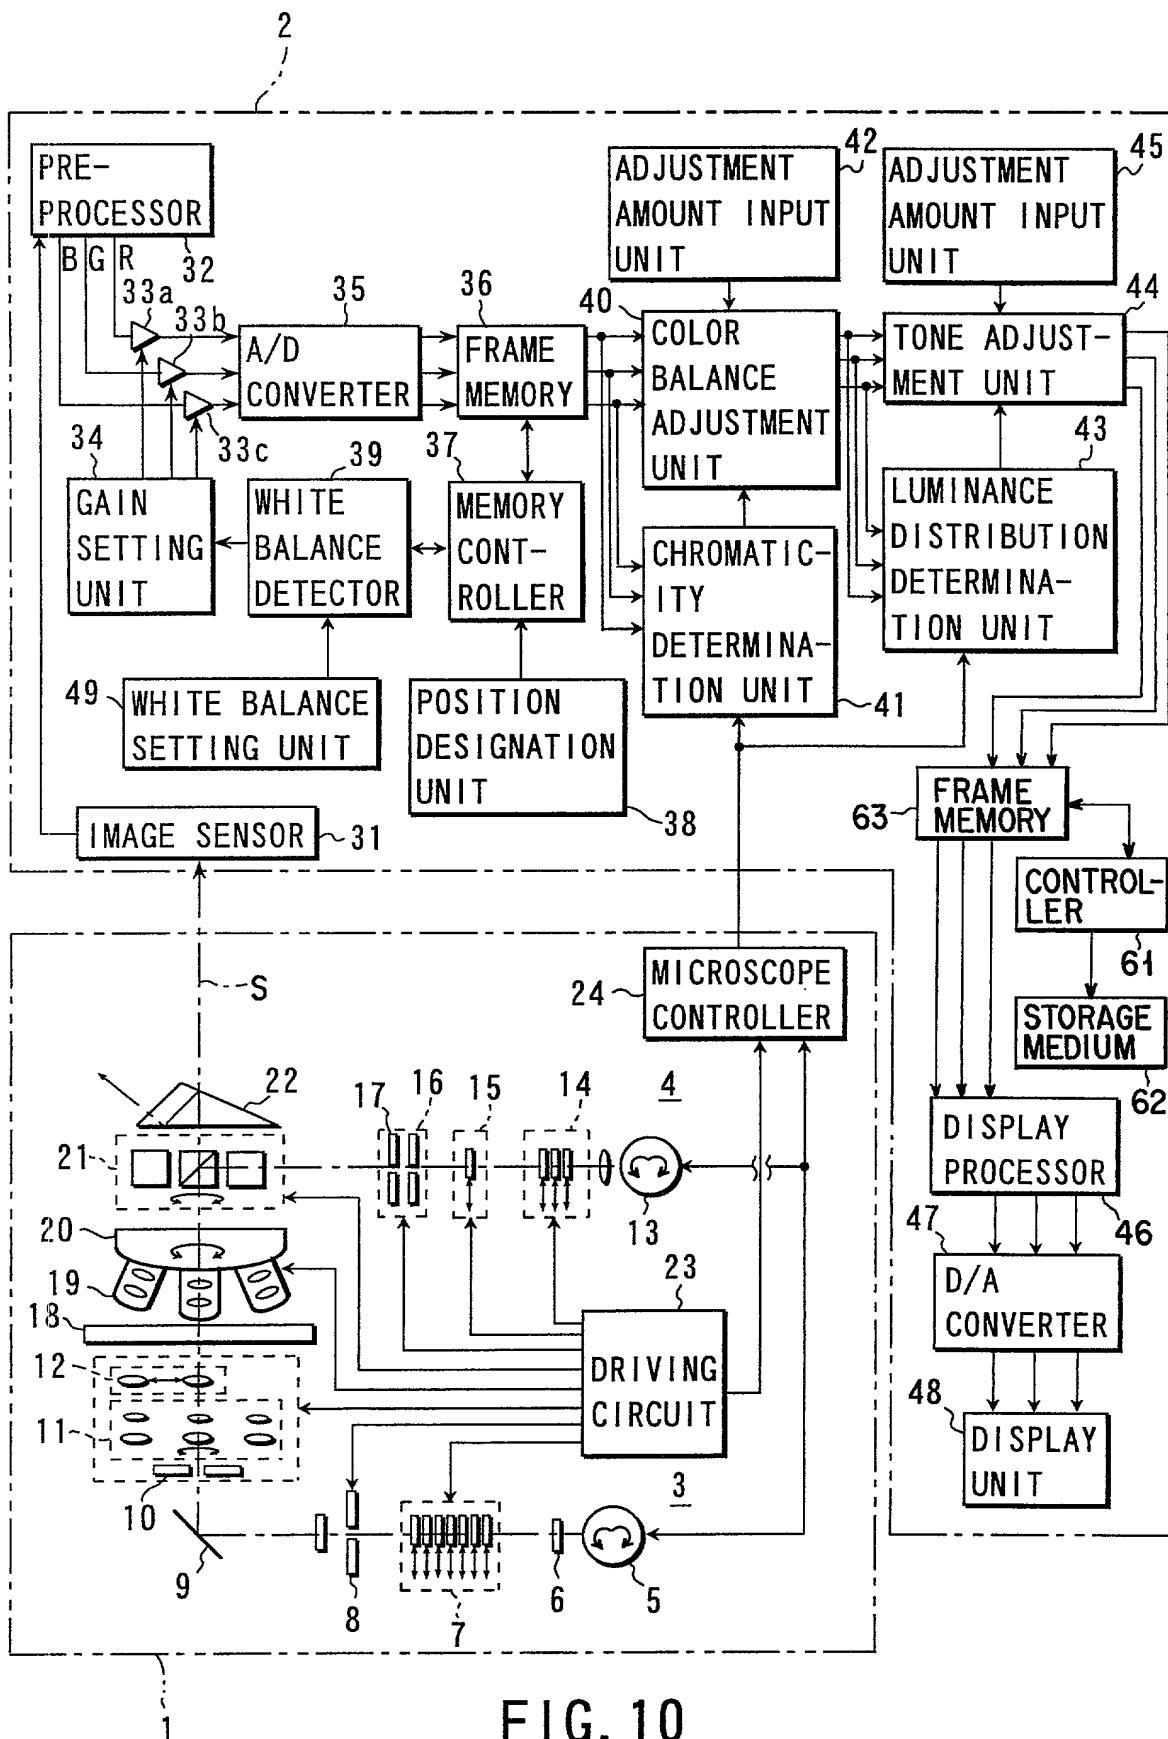 2
PRE-
PROCESSOR
32
B G R
33a
33b
33c
35
A/D
CONVERTER
36
FRAME
MEMORY
42
ADJUSTMENT
AMOUNT INPUT
UNIT
45
ADJUSTMENT
AMOUNT INPUT
UNIT
40
COLOR
BALANCE
ADJUSTMENT
UNIT
44
TONE ADJUST-
MENT UNIT
34
GAIN
SETTING
UNIT
39
WHITE
BALANCE
DETECTOR
37
MEMORY
CONT-
ROLLER
CHROMATIC-
ITY
DETERMINA-
TION UNIT
41
43
LUMINANCE
DISTRIBUTION
DETERMINA-
TION UNIT
49
WHITE BALANCE
SETTING UNIT
POSITION
DESIGNATION
UNIT
38
IMAGE SENSOR
31
63
FRAME
MEMORY
CONTROL-
LER
61
STORAGE
MEDIUM
62
S
24
MICROSCOPE
CONTROLLER
22
17
16
15
14
4
21
13
DISPLAY
PROCESSOR
46
20
19
18
23
DRIVING
CIRCUIT
47
D/A
CONVERTER
12
11
10
48
DISPLAY
UNIT
3
9
8
7
6
5
1
FIG. 10